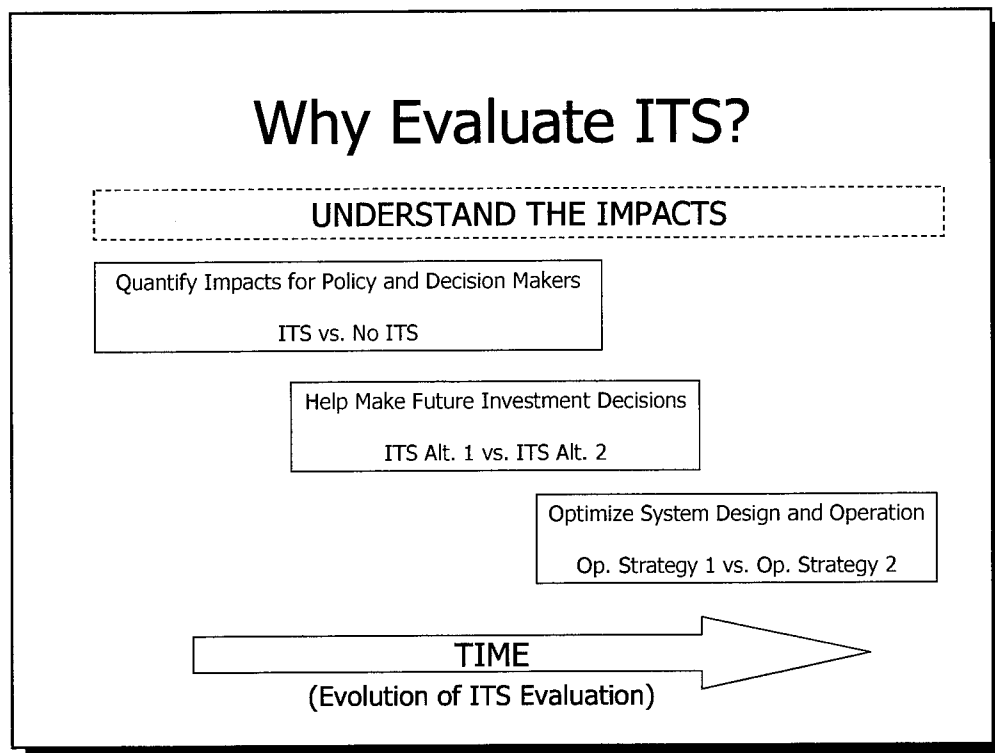 Why Evaluate ITS?
UNDERSTAND THE IMPACTS
Quantify Impacts for Policy and Decision Makers
ITS vs. No ITS
Help Make Future Investment Decisions
ITS Alt. 1 vs. ITS Alt. 2
Optimize System Design and Operation
Op. Strategy 1 vs. Op. Strategy 2
TIME
(Evolution of ITS Evaluation)